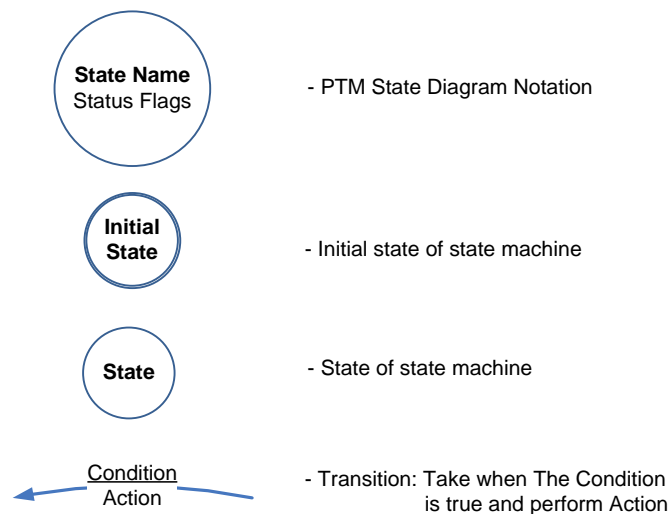 State Name
Status Flags
- PTM State Diagram Notation
Initial
State
- Initial state of state machine
State
- State of state machine
Condition
Action
- Transition: Take when The Condition
is true and perform Action